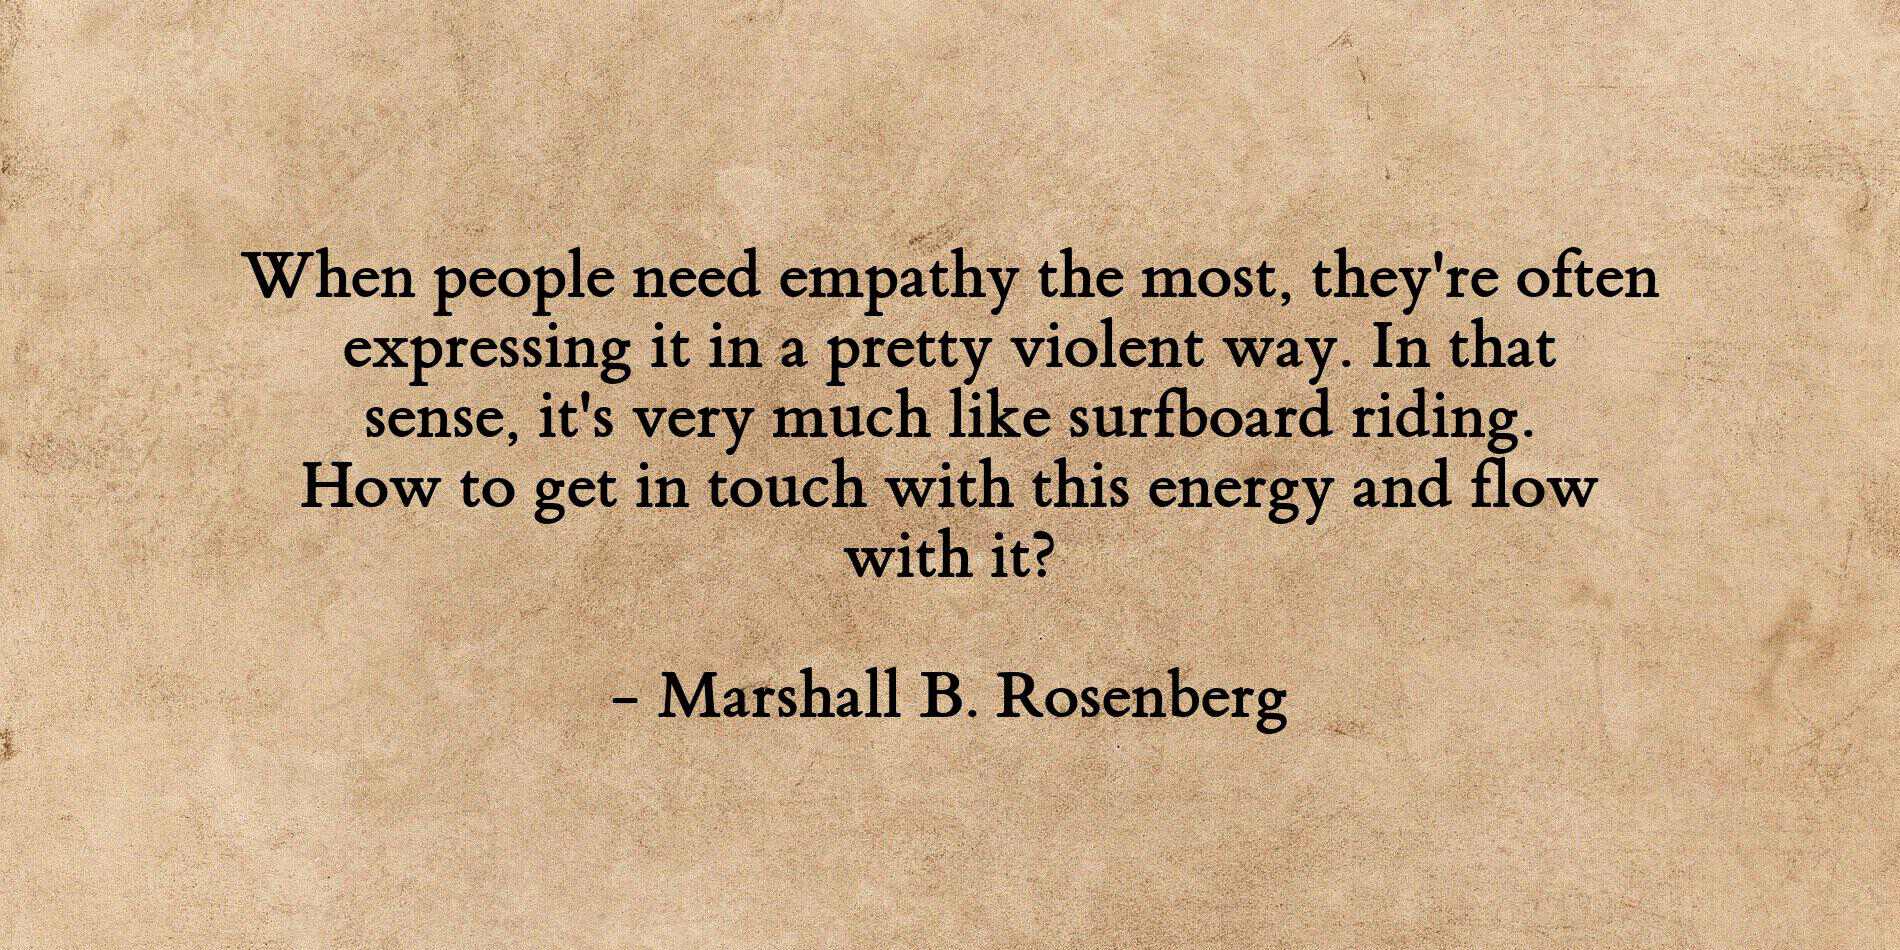 When people need empathy the most, they're often
expressing it in a pretty violent way. In that
sense, it's very much like surfboard riding.
How to get in touch with this energy and flow
with it?
- Marshall B. Rosenberg